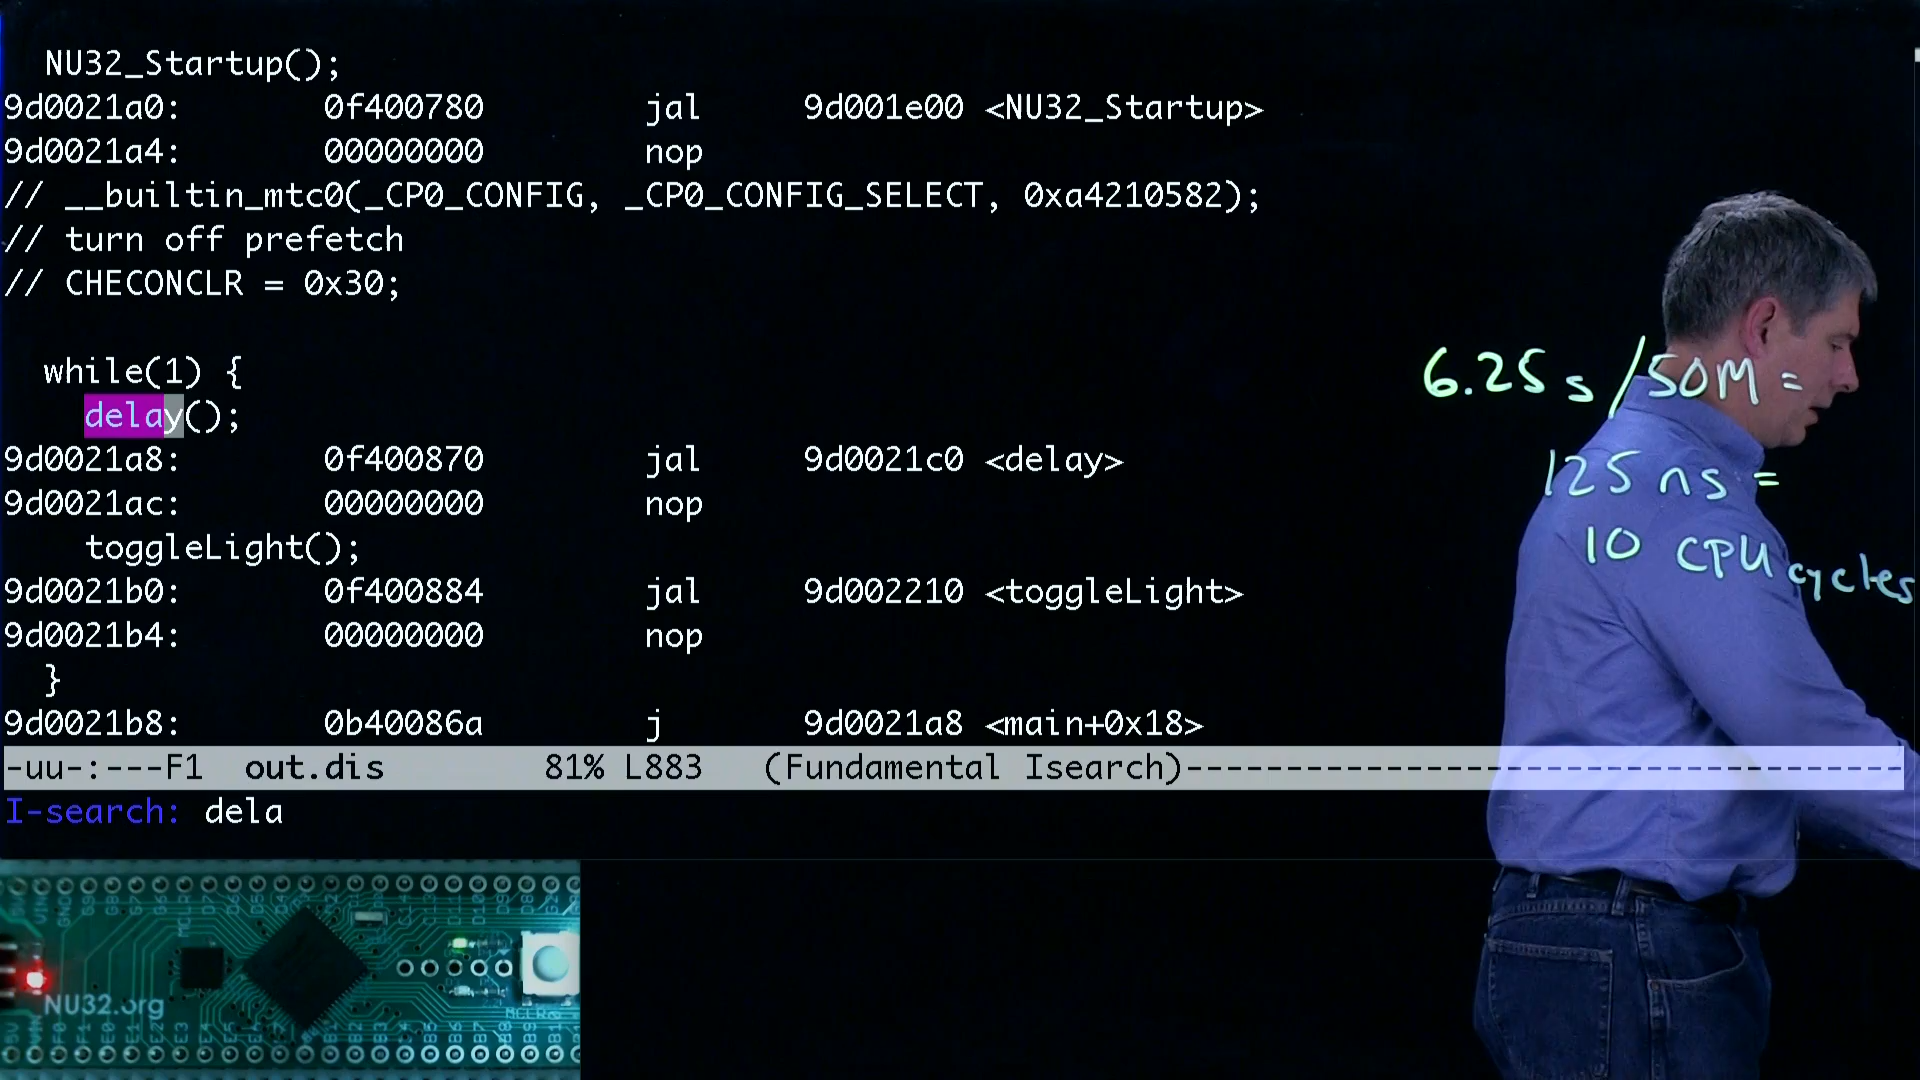 NU32_Startup();
9d0021a0: 0f400780 jal 9d001e00 <NU32_Startup>
9d0021a4: 00000000 nop
// __builtin_mtc0(_CP0_CONFIG, _CP0_CONFIG_SELECT, 0xa4210582);
// turn off prefetch
// CHECONCLR = 0x30;
while(1) {
delay();
9d0021a8: 0f400870 jal 9d0021c0 <delay>
9d0021ac: 00000000 nop
toggleLight();
9d0021b0: 0f400884 jal 9d002210 <toggleLight>
9d0021b4: 00000000 nop
}
9d0021b8: 0b40086a j 9d0021a8 <main+0x18>
-uu-:---F1 out.dis 81% L883 (Fundamental Isearch)------------------------------------
I-search: dela
6.25 s /50M =
125 ns =
10 CPU cycles
NU32.org